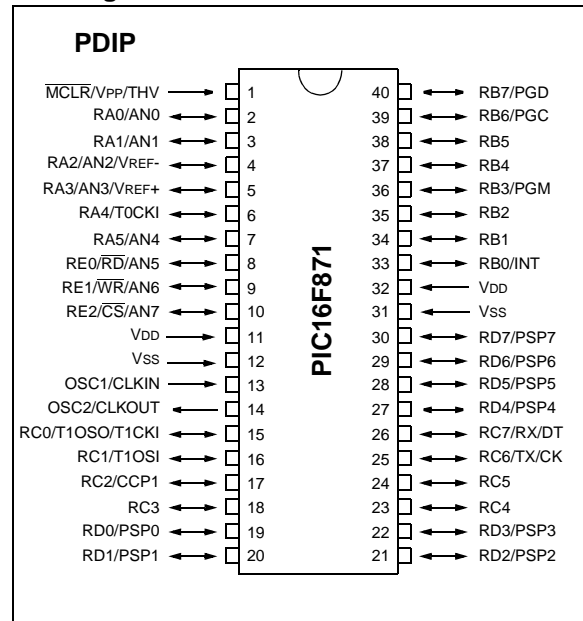 PDIP
MCLR/VPP/THV 1 40 RB7/PGD
RA0/AN0 2 39 RB6/PGC
RA1/AN1 3 38 RB5
RA2/AN2/VREF- 4 37 RB4
RA3/AN3/VREF+ 5 36 RB3/PGM
RA4/T0CKI 6 35 RB2
RA5/AN4 7 34 RB1
RE0/RD/AN5 8 33 RB0/INT
RE1/WR/AN6 9 32 VDD
RE2/CS/AN7 10 31 VSS
VDD 11 30 RD7/PSP7
VSS 12 29 RD6/PSP6
OSC1/CLKIN 13 28 RD5/PSP5
OSC2/CLKOUT 14 27 RD4/PSP4
RC0/T1OSO/T1CKI 15 26 RC7/RX/DT
RC1/T1OSI 16 25 RC6/TX/CK
RC2/CCP1 17 24 RC5
RC3 18 23 RC4
RD0/PSP0 19 22 RD3/PSP3
RD1/PSP1 20 21 RD2/PSP2
PIC16F871